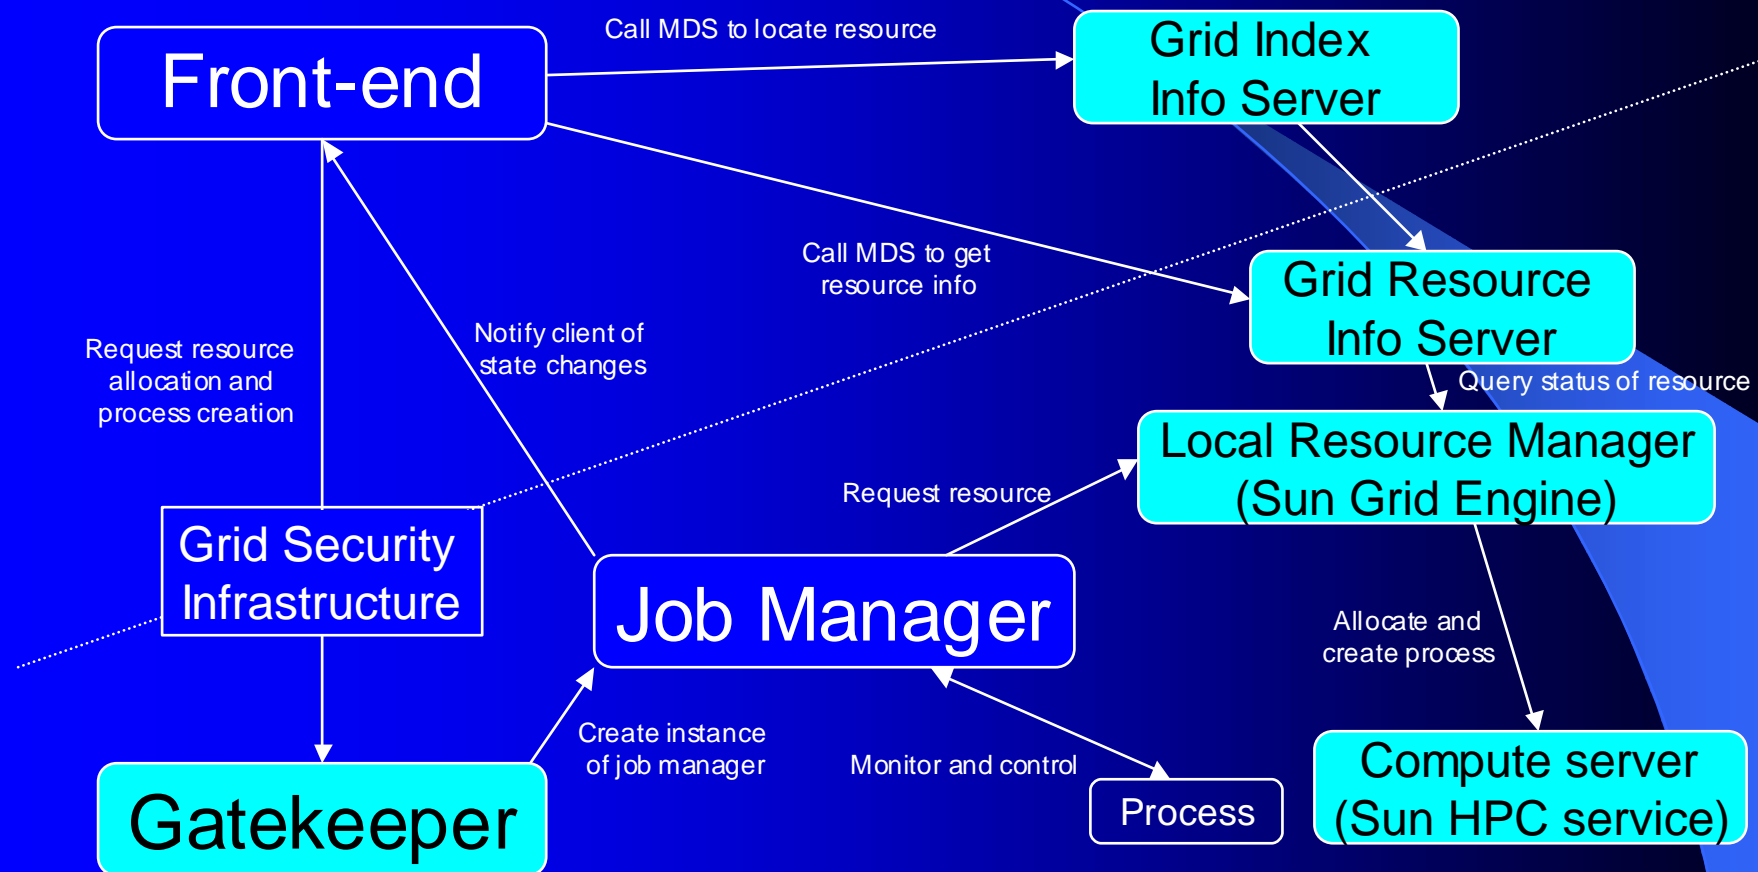 Call MDS to locate resource
Front-end
Grid Index
Info Server
Call MDS to get
resource info
Grid Resource
Info Server
Request resource
allocation and
process creation
Notify client of
state changes
Query status of resource
Local Resource Manager
(Sun Grid Engine)
Request resource
Grid Security
Infrastructure
Job Manager
Allocate and
create process
Create instance
of job manager
Monitor and control
Gatekeeper
Process
Compute server
(Sun HPC service)